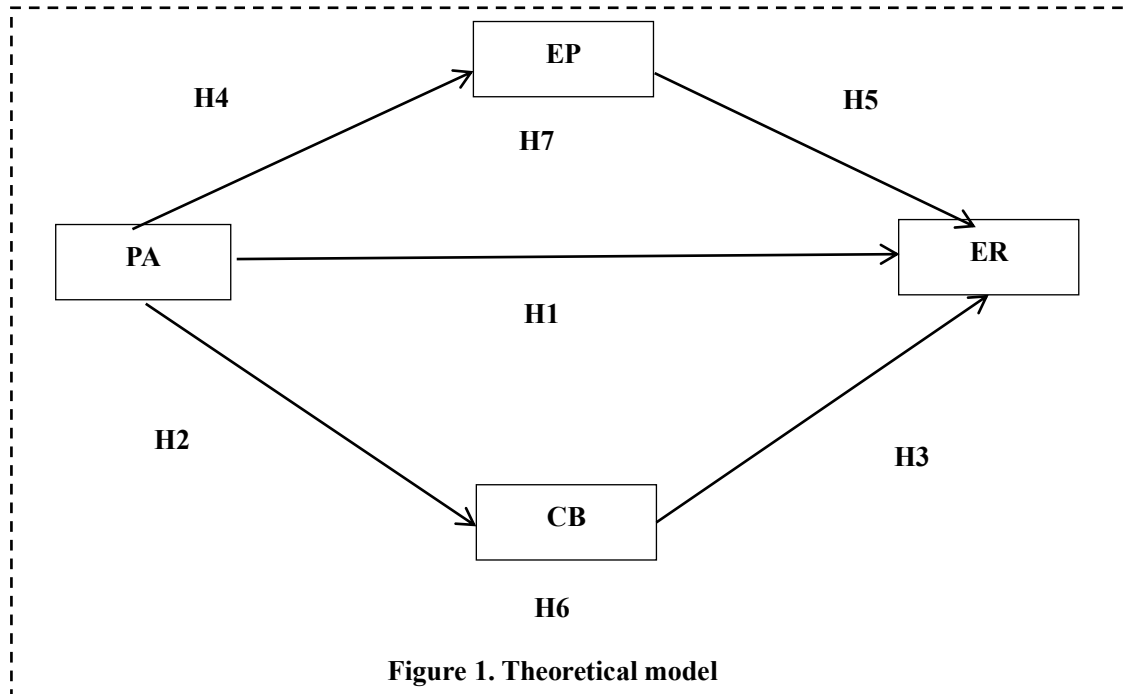 EP
H4
H5
H7
PA
ER
H1
H2
H3
CB
H6
Figure 1. Theoretical model